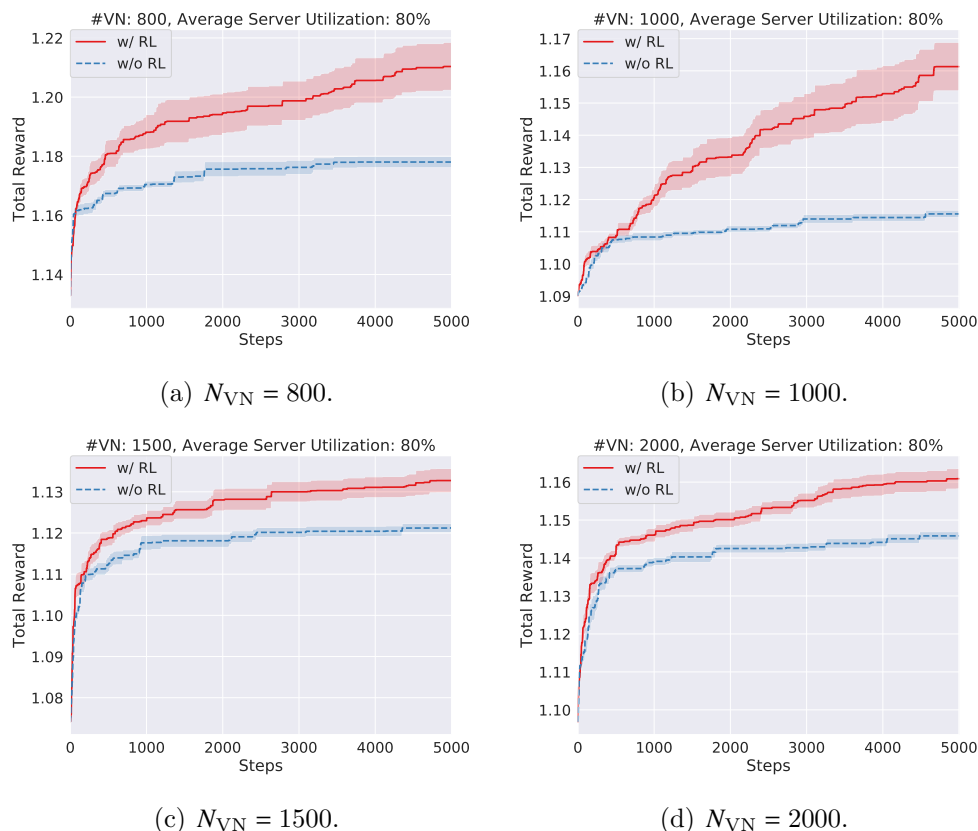 #VN: 800, Average Server Utilization: 80%
w/ RL
w/o RL
Total Reward
1.22
1.20
1.18
1.16
1.14
0 1000 2000 3000 4000 5000
Steps
(a) N_VN = 800.
#VN: 1000, Average Server Utilization: 80%
w/ RL
w/o RL
Total Reward
1.17
1.16
1.15
1.14
1.13
1.12
1.11
1.10
1.09
0 1000 2000 3000 4000 5000
Steps
(b) N_VN = 1000.
#VN: 1500, Average Server Utilization: 80%
w/ RL
w/o RL
Total Reward
1.13
1.12
1.11
1.10
1.09
1.08
0 1000 2000 3000 4000 5000
Steps
(c) N_VN = 1500.
#VN: 2000, Average Server Utilization: 80%
w/ RL
w/o RL
Total Reward
1.16
1.15
1.14
1.13
1.12
1.11
1.10
0 1000 2000 3000 4000 5000
Steps
(d) N_VN = 2000.